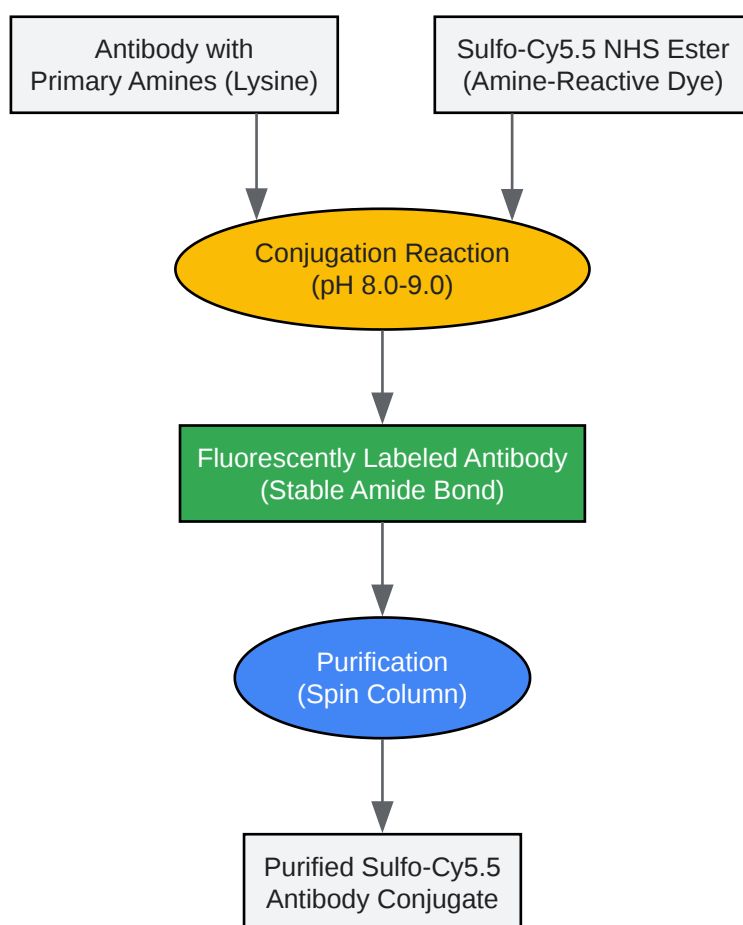 Antibody with
Primary Amines (Lysine)
Sulfo-Cy5.5 NHS Ester
(Amine-Reactive Dye)
Conjugation Reaction
(pH 8.0-9.0)
Fluorescently Labeled Antibody
(Stable Amide Bond)
Purification
(Spin Column)
Purified Sulfo-Cy5.5
Antibody Conjugate